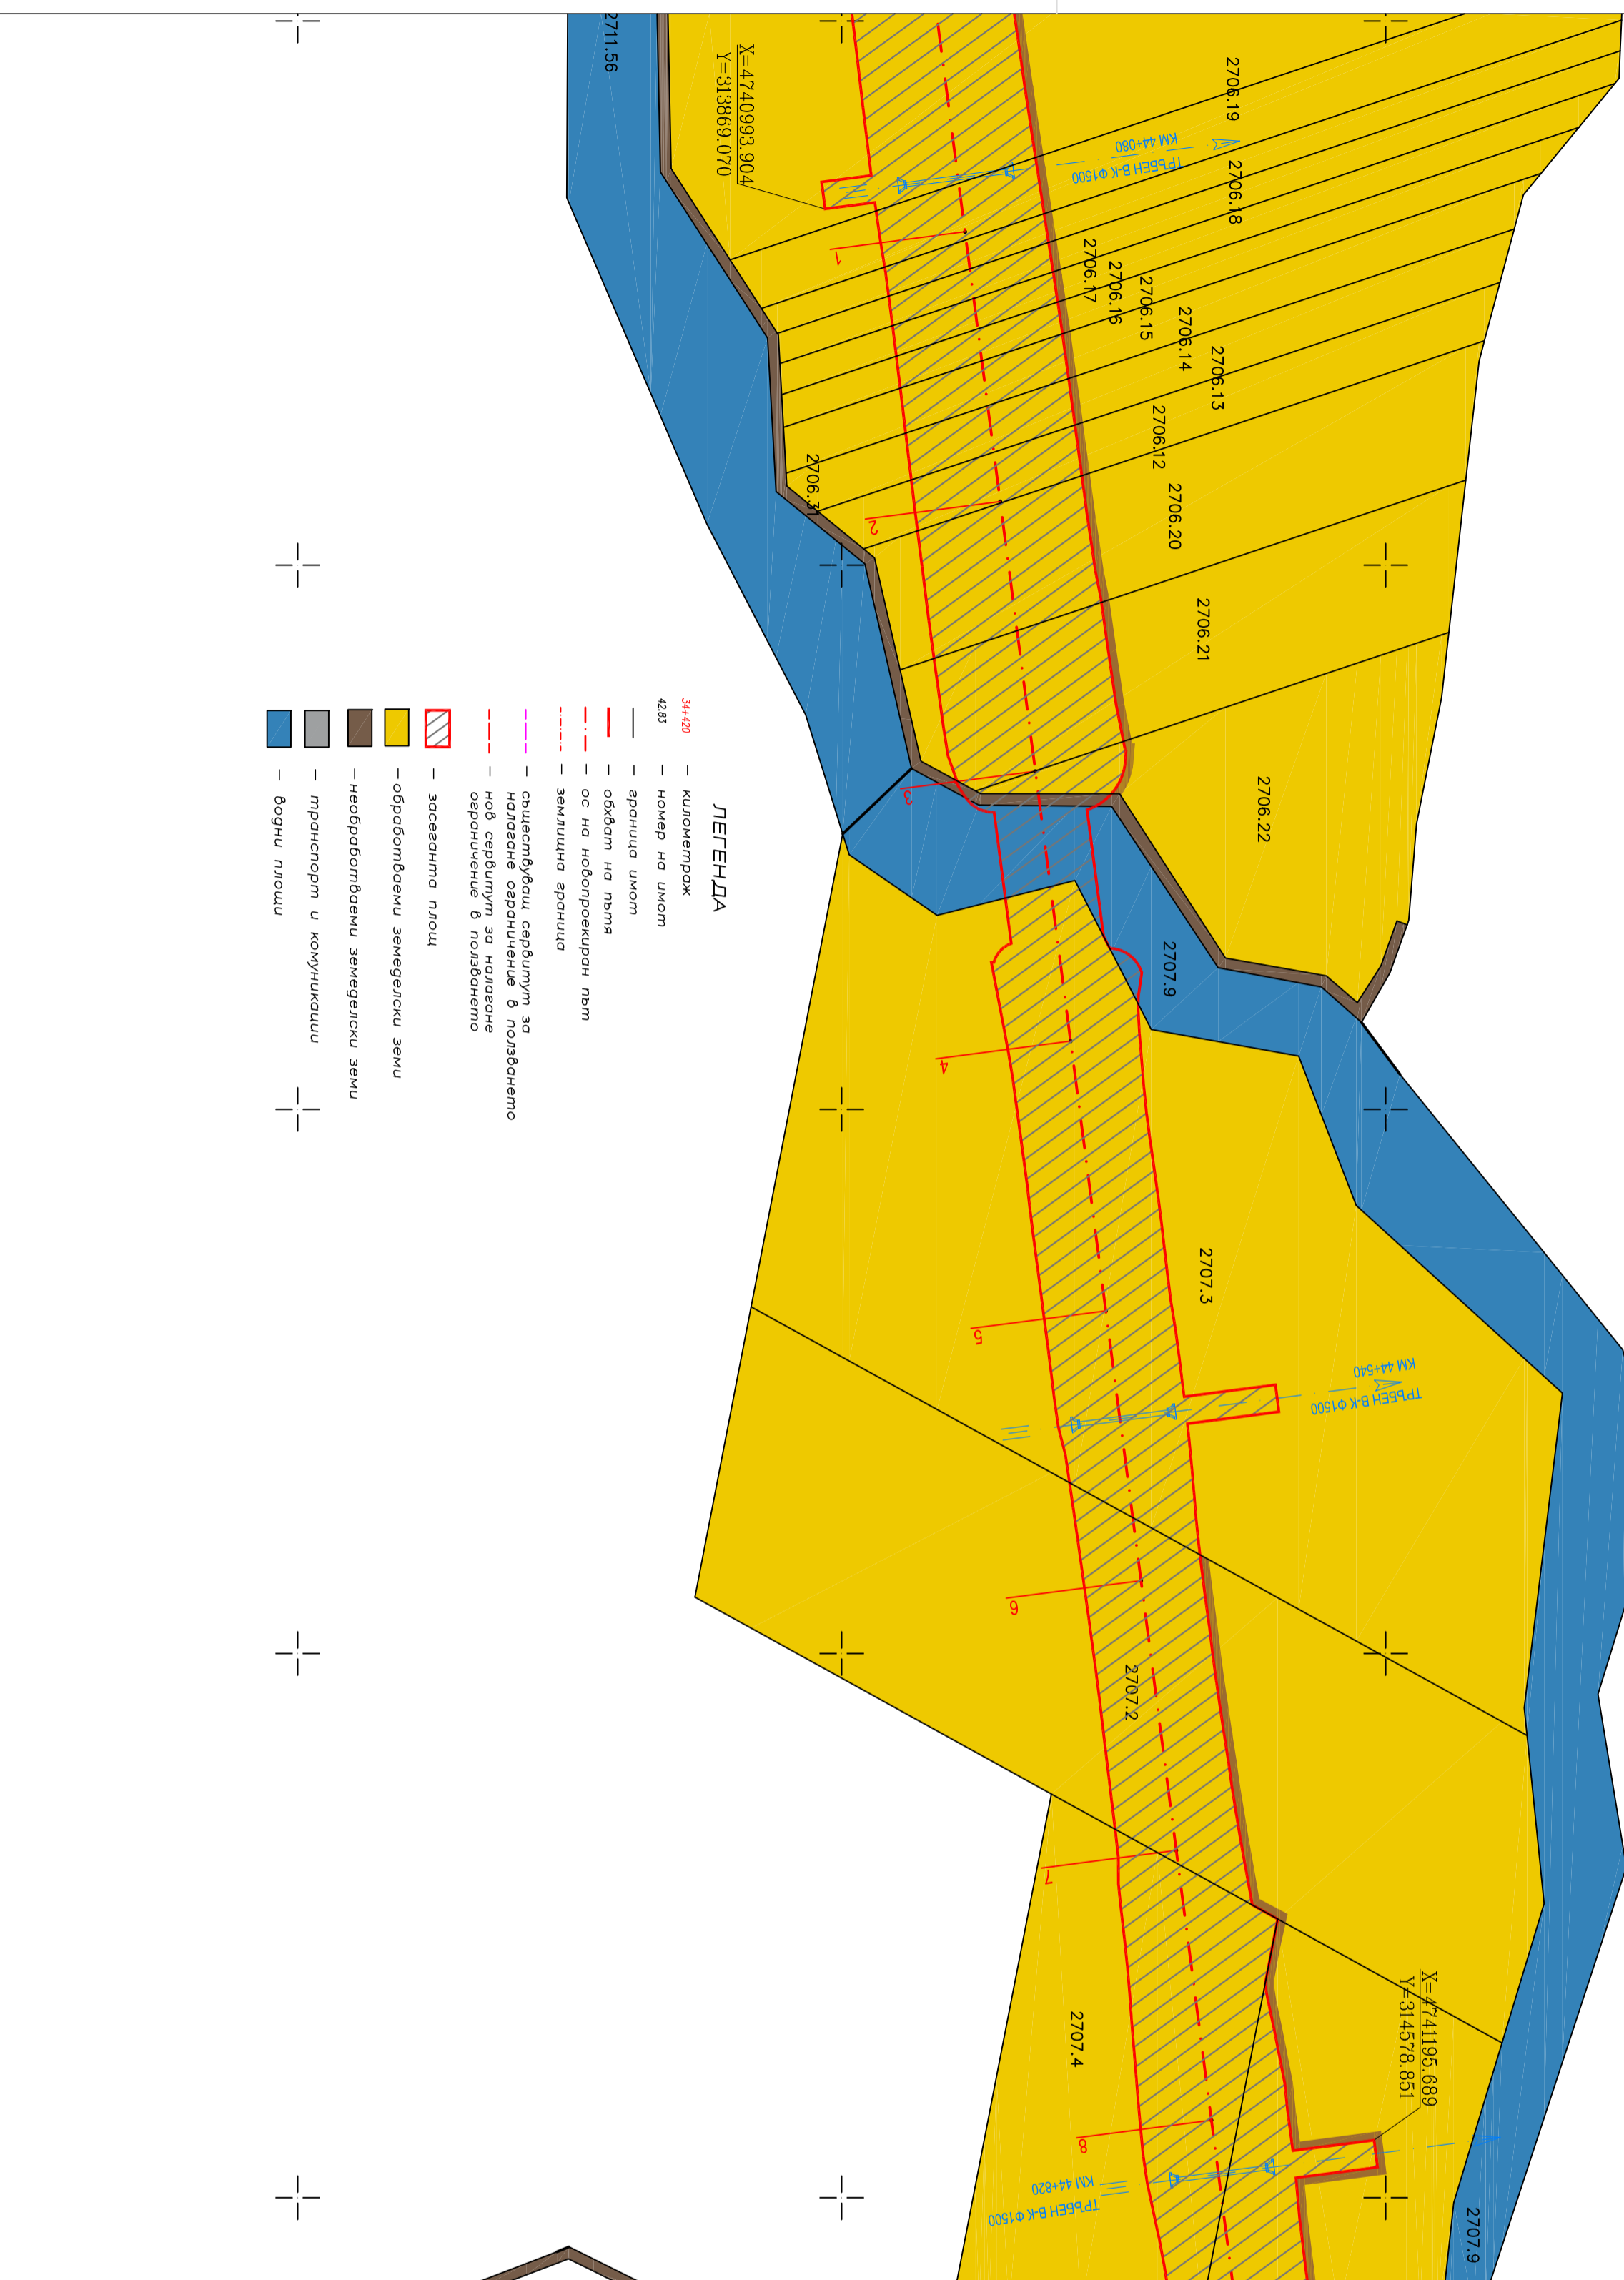 2711.56
X=4740993.904
Y=313869.070
2706.19
КМ 44+080
ТРЪБЕН В-К Ф1500
2706.18
2706.17
2706.16
2706.15
2706.14
2706.13
2706.12
2706.20
2706.21
2706.22
2706.31
1
2
3
4
5
6
7
8
2707.9
2707.3
КМ 44+540
ТРЪБЕН В-К Ф1500
2707.2
2707.4
X=4741195.689
Y=314578.851
КМ 44+820
ТРЪБЕН В-К Ф1500
2707.9
ЛЕГЕНДА
34+420 – километраж
42.83 – номер на имот
– граница имот
– обхват на пътя
– ос на новопроекиран път
– землищна граница
– съществуващ сервитут за
налагане ограничение в ползването
– нов сервитут за налагане
ограничение в ползването
– засегната площ
– обработваеми земеделски земи
– необработваеми земеделски земи
– транспорт и комуникации
– водни площи